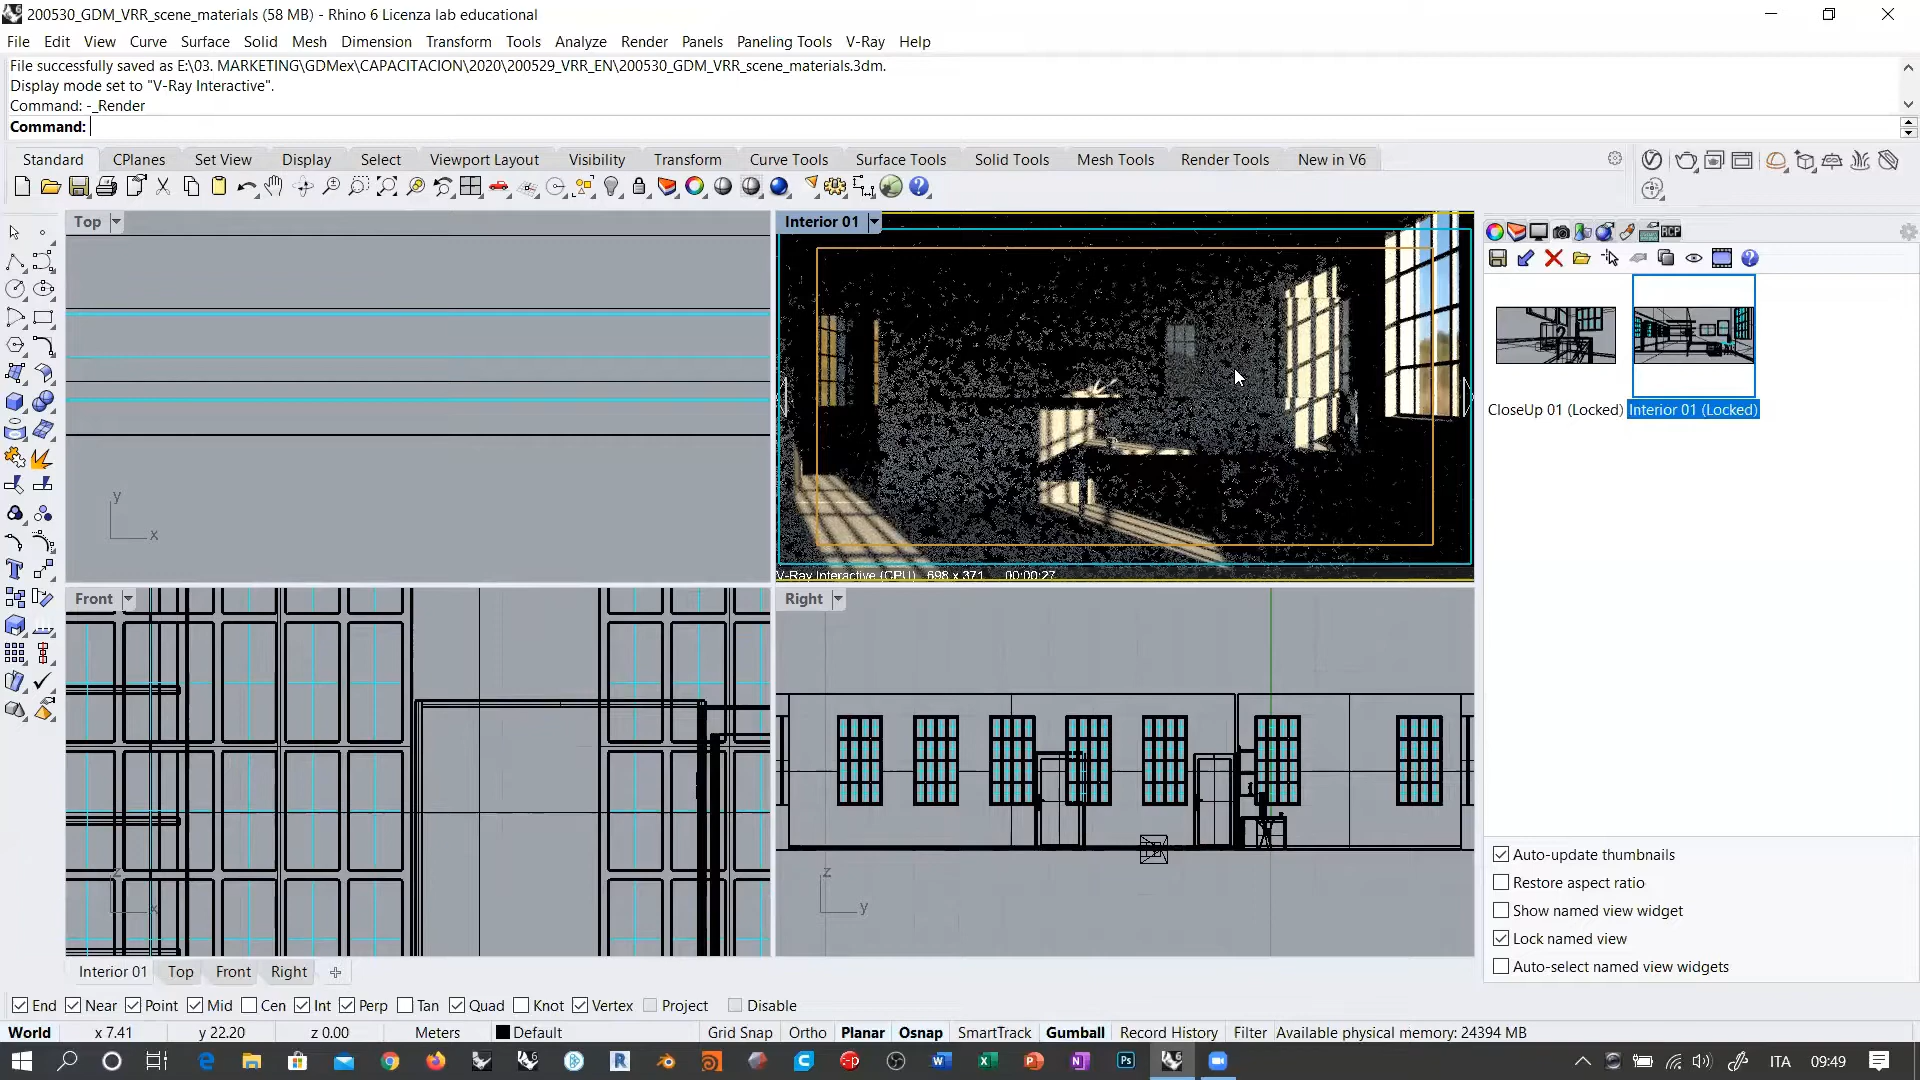 200530_GDM_VRR_scene_materials (58 MB) - Rhino 6 Licenza lab educational
File Edit View Curve Surface Solid Mesh Dimension Transform Tools Analyze Render Panels Paneling Tools V-Ray Help
File successfully saved as E:\03. MARKETING\GDMex\CAPACITACION\2020\200529_VRR_EN\200530_GDM_VRR_scene_materials.3dm.
Display mode set to "V-Ray Interactive".
Command: -_Render
Command:
Standard CPlanes Set View Display Select Viewport Layout Visibility Transform Curve Tools Surface Tools Solid Tools Mesh Tools Render Tools New in V6
Top
Interior 01
RCP
CloseUp 01 (Locked) Interior 01 (Locked)
y
x
V-Ray Interactive (CPU) 698 x 371 00:00:27
Front
Right
z
x
z
y
Auto-update thumbnails
Restore aspect ratio
Show named view widget
Lock named view
Auto-select named view widgets
Interior 01 Top Front Right
End Near Point Mid Cen Int Perp Tan Quad Knot Vertex Project Disable
World x 7.41 y 22.20 z 0.00 Meters Default Grid Snap Ortho Planar Osnap SmartTrack Gumball Record History Filter Available physical memory: 24394 MB
ITA 09:49